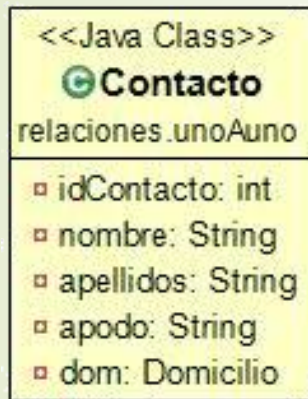 <<Java Class>>
C Contacto
relaciones.unoAuno
idContacto: int
nombre: String
apellidos: String
apodo: String
dom: Domicilio